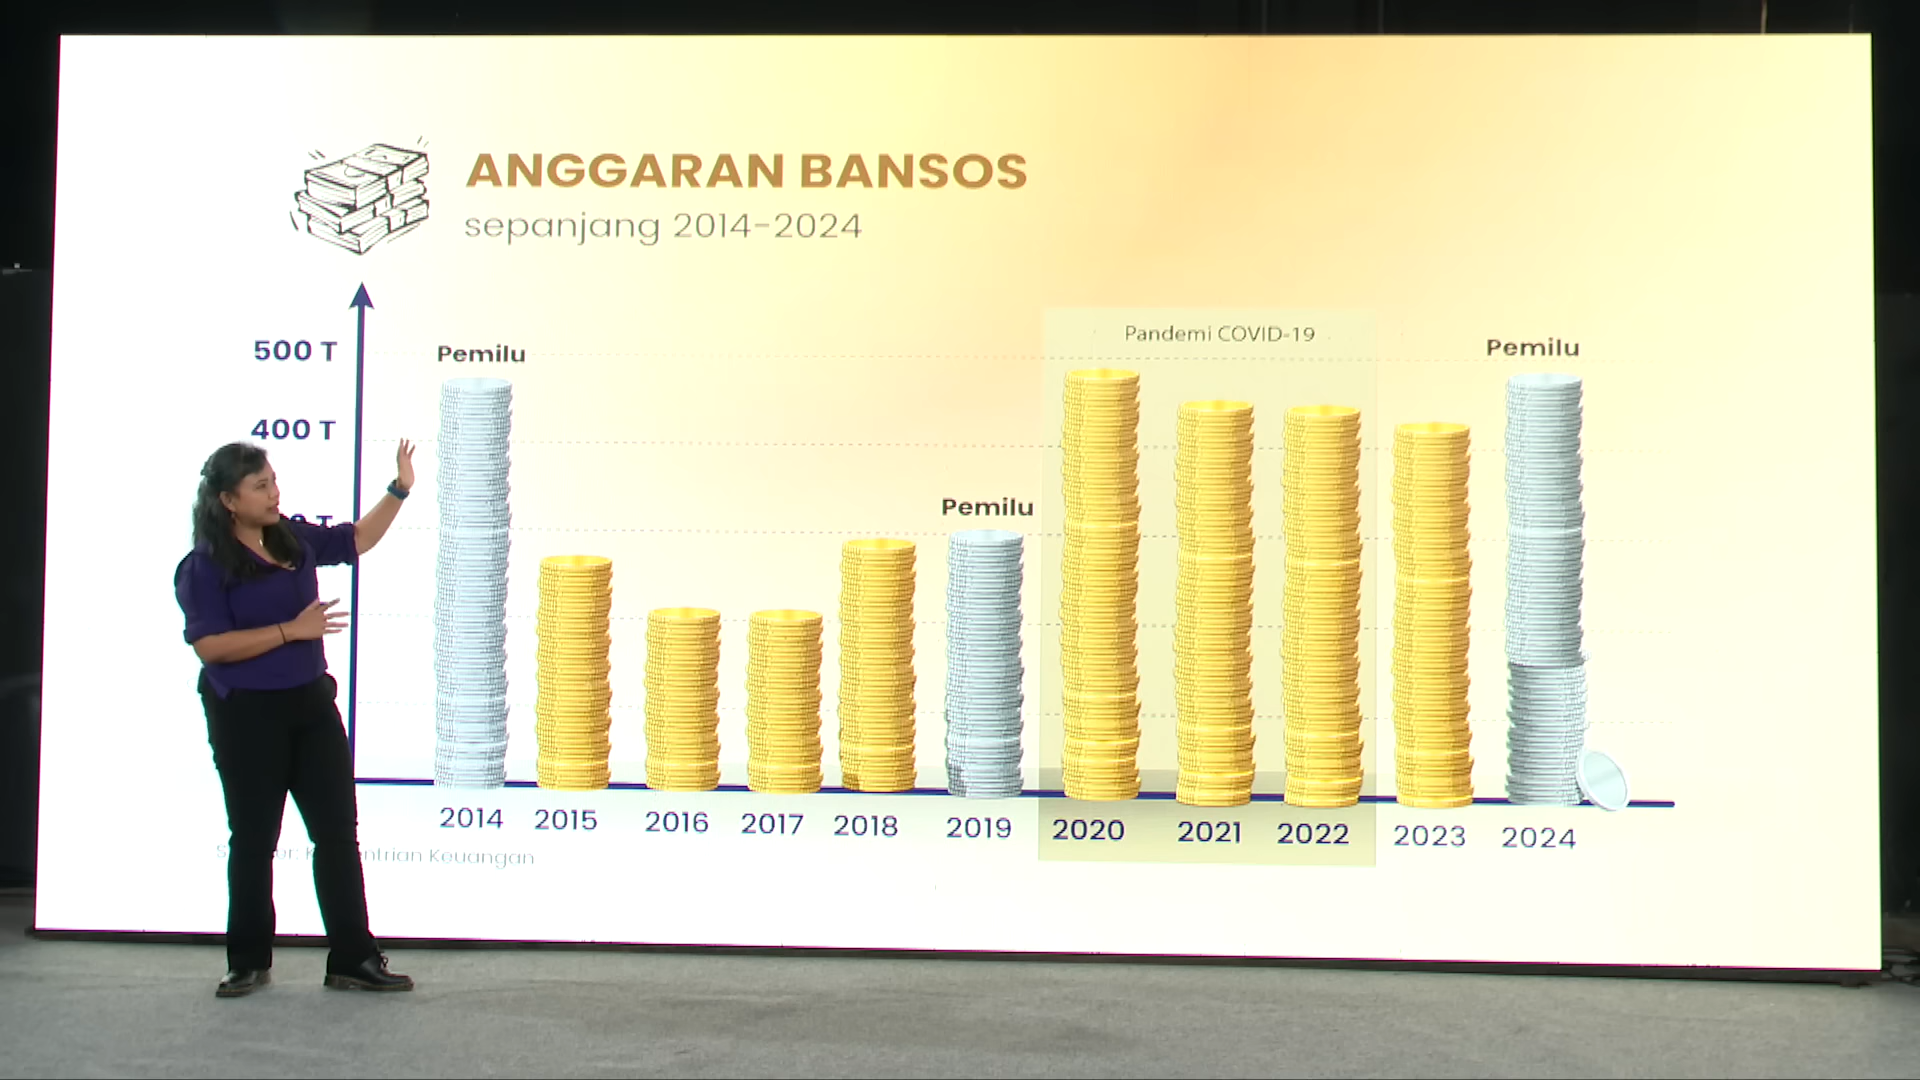 ANGGARAN BANSOS
sepanjang 2014-2024
500 T
400 T
Pemilu
Pemilu
Pandemi COVID-19
Pemilu
2014
2015
2016
2017
2018
2019
2020
2021
2022
2023
2024
Keuangan